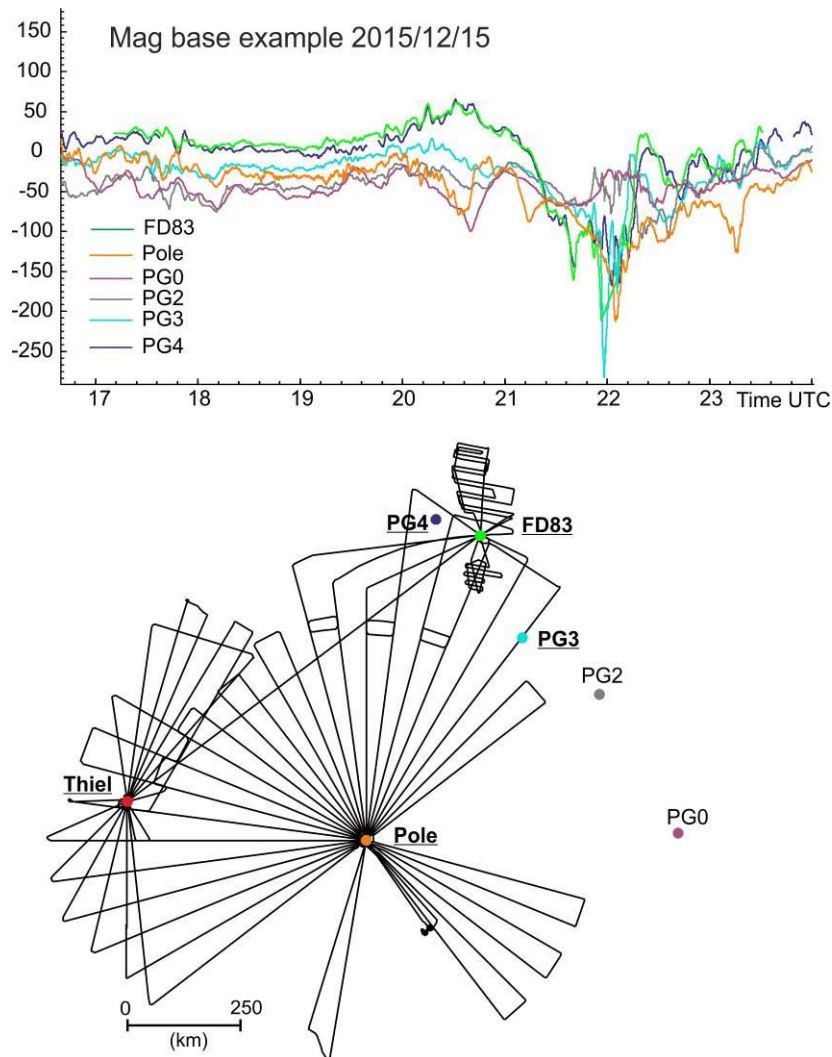 Mag base example 2015/12/15
150
100
50
0
-50
-100
-150
-200
-250
FD83
Pole
PG0
PG2
PG3
PG4
17 18 19 20 21 22 23 Time UTC
PG4 FD83
PG3
PG2
Thiel
PG0
Pole
0 250
(km)